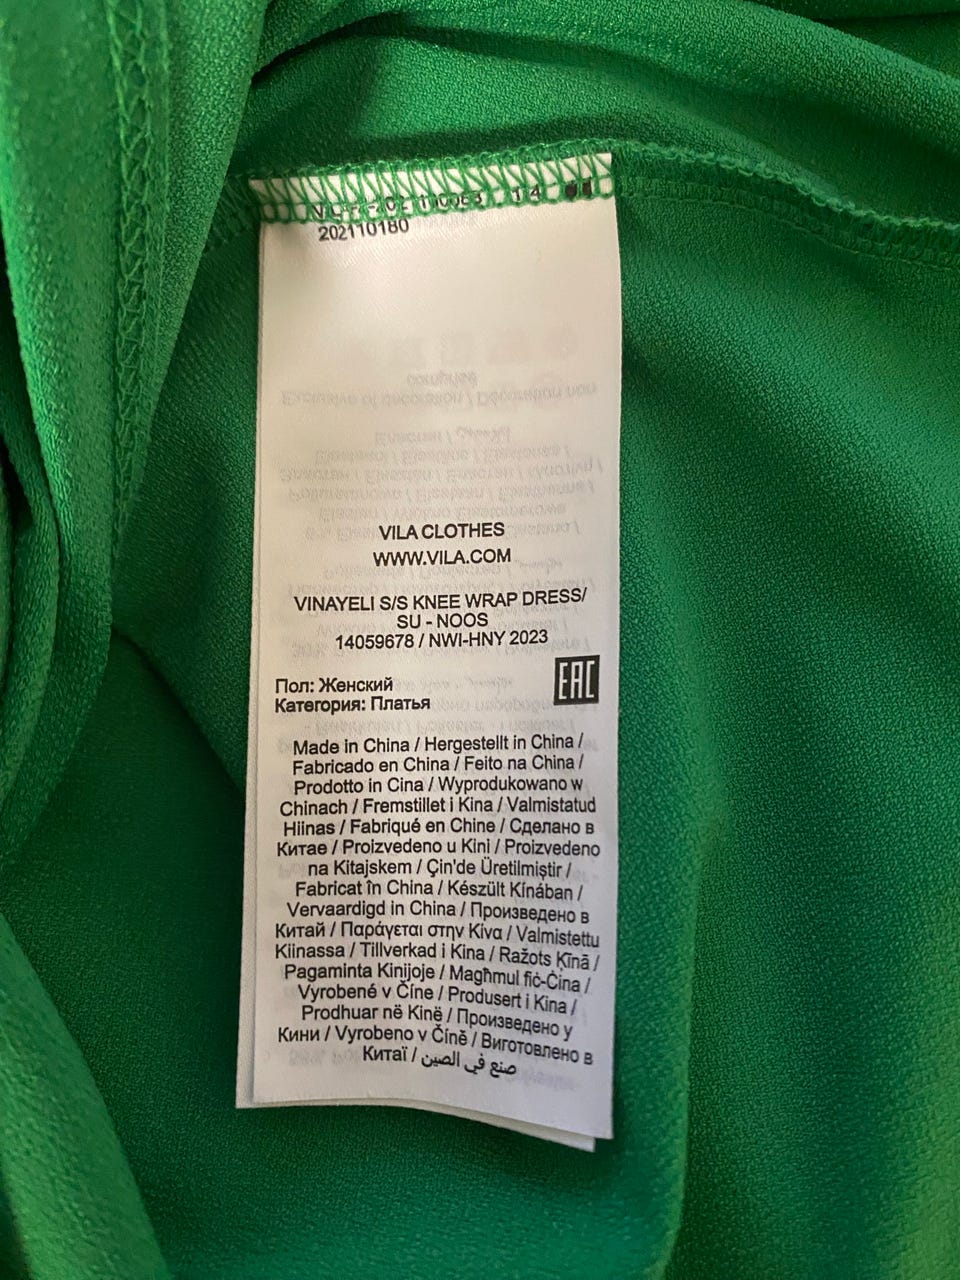 202110180
VILA CLOTHES
WWW.VILA.COM
VINAYELI S/S KNEE WRAP DRESS/
SU - NOOS
14059678 / NWI-HNY 2023
EAC
Пол: Женский
Категория: Платья
Made in China / Hergestellt in China /
Fabricado en China / Feito na China /
Prodotto in Cina / Wyprodukowano w
Chinach / Fremstillet i Kina / Valmistatud
Hiinas / Fabriqué en Chine / Сделано в
Китае / Proizvedeno u Kini / Proizvedeno
na Kitajskem / Çin'de Üretilmiştir /
Fabricat în China / Készült Kínában /
Vervaardigd in China / Произведено в
Китай / Παράγεται στην Κίνα / Valmistettu
Kiinassa / Tillverkad i Kina / Ražots Ķīnā /
Pagaminta Kinijoje / Magħmul fiċ-Ċina /
Vyrobené v Číne / Produsert i Kina /
Prodhuar në Kinë / Произведено у
Кини / Vyrobeno v Číně / Виготовлено в
Китаї / صنع في الصين